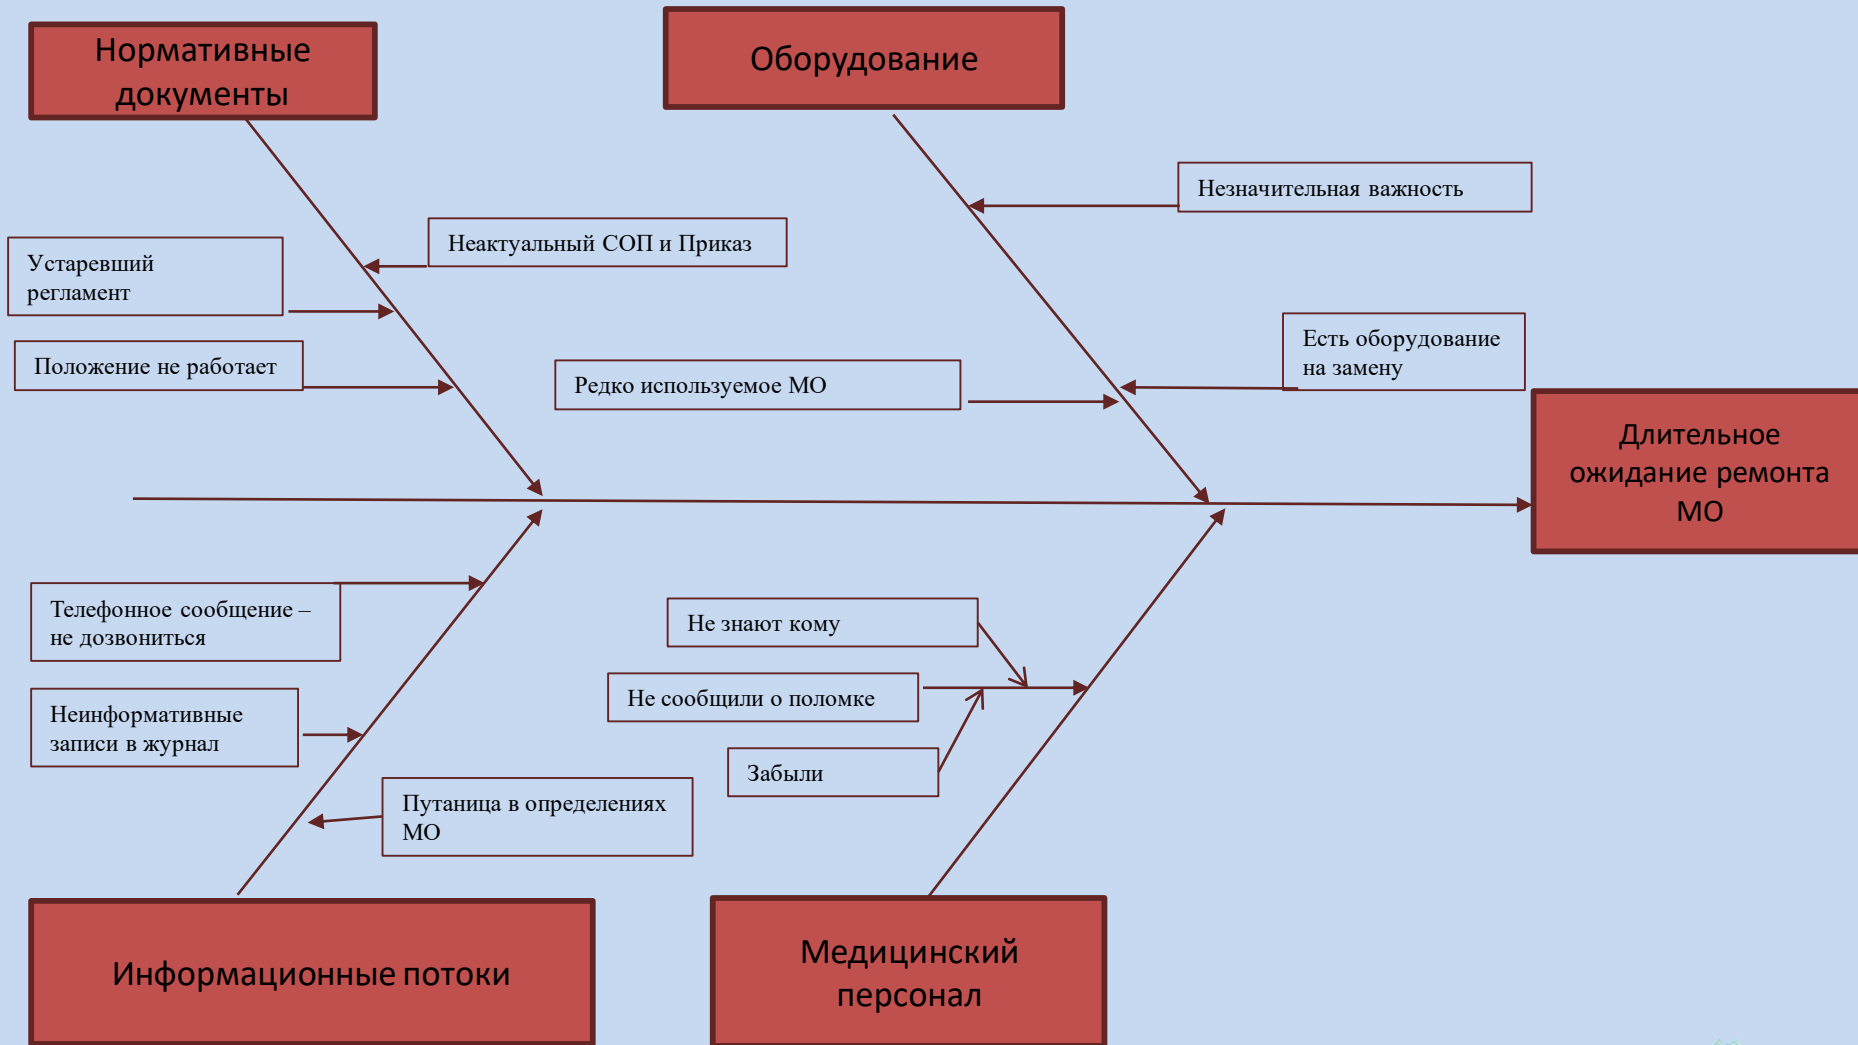 Нормативные
документы
Оборудование
Незначительная важность
Неактуальный СОП и Приказ
Устаревший
регламент
Есть оборудование
на замену
Положение не работает
Редко используемое МО
Длительное
ожидание ремонта
МО
Телефонное сообщение –
не дозвониться
Не знают кому
Не сообщили о поломке
Неинформативные
записи в журнал
Забыли
Путаница в определениях
МО
Информационные потоки
Медицинский
персонал